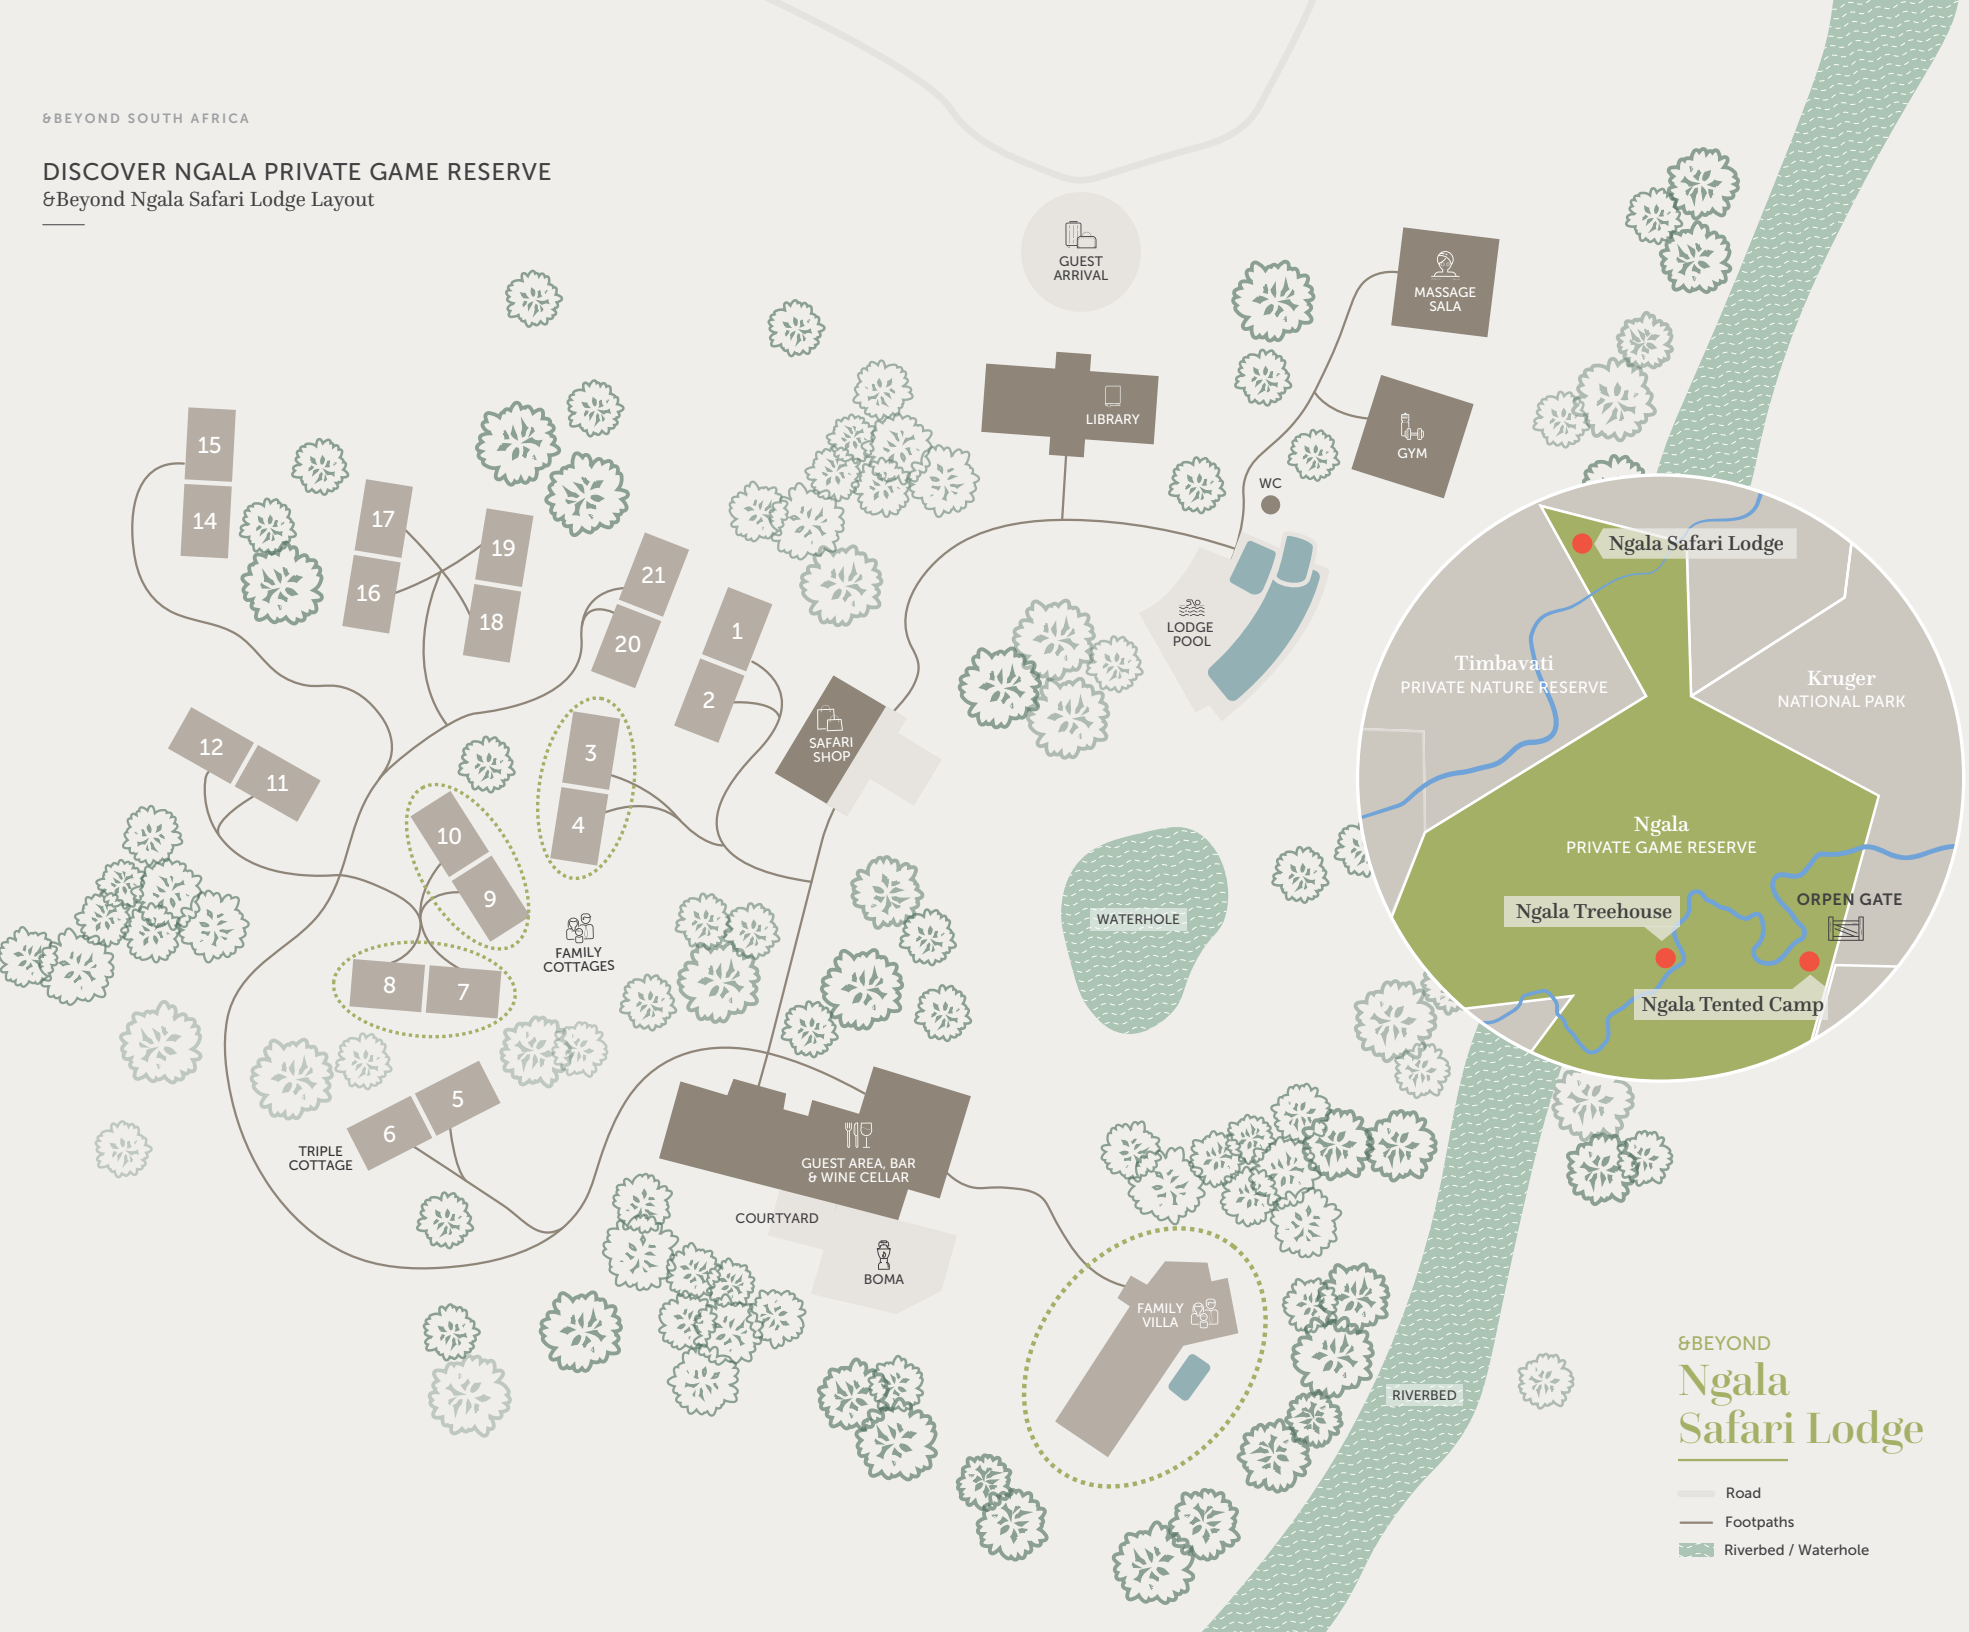 &BEYOND SOUTH AFRICA
DISCOVER NGALA PRIVATE GAME RESERVE
&Beyond Ngala Safari Lodge Layout
GUEST
ARRIVAL
MASSAGE
SALA
LIBRARY
GYM
WC
LODGE
POOL
15
14
17
16
19
18
21
20
1
2
SAFARI
SHOP
3
4
12
11
10
9
8
7
FAMILY
COTTAGES
5
6
TRIPLE
COTTAGE
WATERHOLE
GUEST AREA, BAR
& WINE CELLAR
COURTYARD
BOMA
FAMILY
VILLA
RIVERBED
Ngala Safari Lodge
Timbavati
PRIVATE NATURE RESERVE
Kruger
NATIONAL PARK
Ngala
PRIVATE GAME RESERVE
ORPEN GATE
Ngala Treehouse
Ngala Tented Camp
&BEYOND
Ngala
Safari Lodge
Road
Footpaths
Riverbed / Waterhole